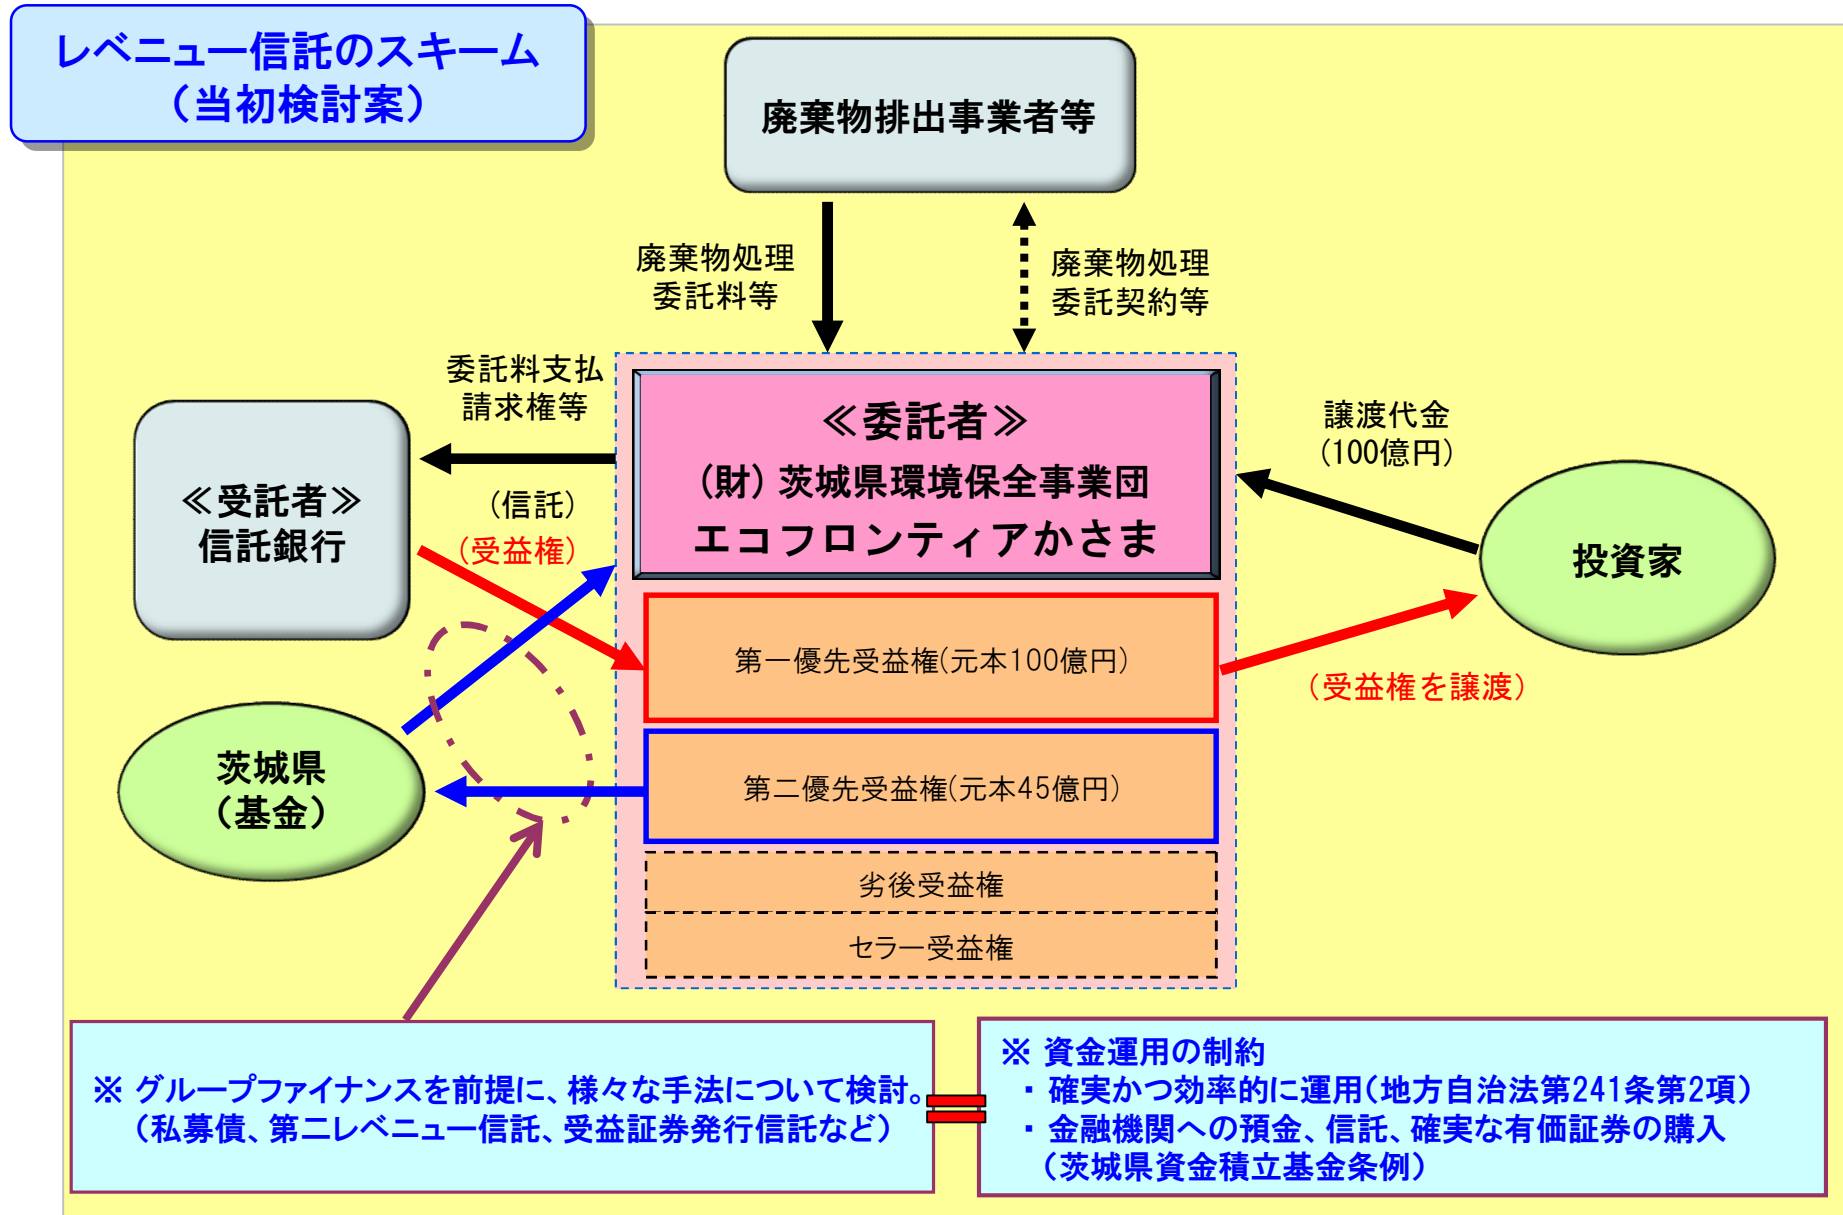 レベニュー信託のスキーム
（当初検討案）
廃棄物排出事業者等
廃棄物処理
委託料等
廃棄物処理
委託契約等
委託料支払
請求権等
≪委託者≫
（財）茨城県環境保全事業団
エコフロンティアかさま
譲渡代金
（100億円）
≪受託者≫
信託銀行
（信託）
（受益権）
投資家
第一優先受益権（元本100億円）
（受益権を譲渡）
茨城県
（基金）
第二優先受益権（元本45億円）
劣後受益権
セラー受益権
※ グループファイナンスを前提に、様々な手法について検討。
（私募債、第二レベニュー信託、受益証券発行信託など）
※ 資金運用の制約
・ 確実かつ効率的に運用（地方自治法第241条第2項）
・ 金融機関への預金、信託、確実な有価証券の購入
（茨城県資金積立基金条例）